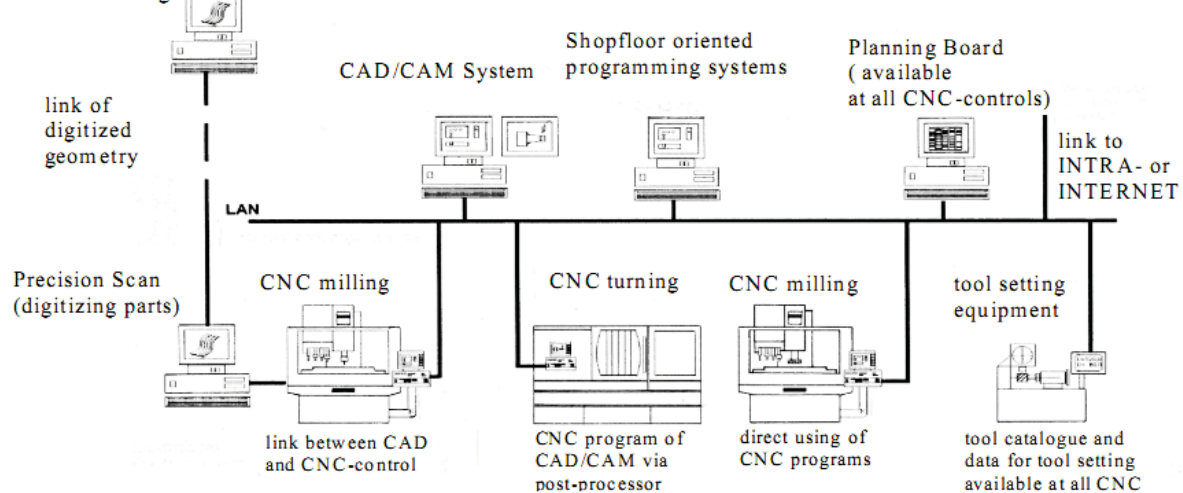 CAD/CAM System
Shopfloor oriented
programming systems
Planning Board
( available
at all CNC-controls)
link of
digitized
geometry
link to
INTRA- or
INTERNET
LAN
Precision Scan
(digitizing parts)
CNC milling
CNC turning
CNC milling
tool setting
equipment
link between CAD
and CNC-control
CNC program of
CAD/CAM via
post-processor
direct using of
CNC programs
tool catalogue and
data for tool setting
available at all CNC